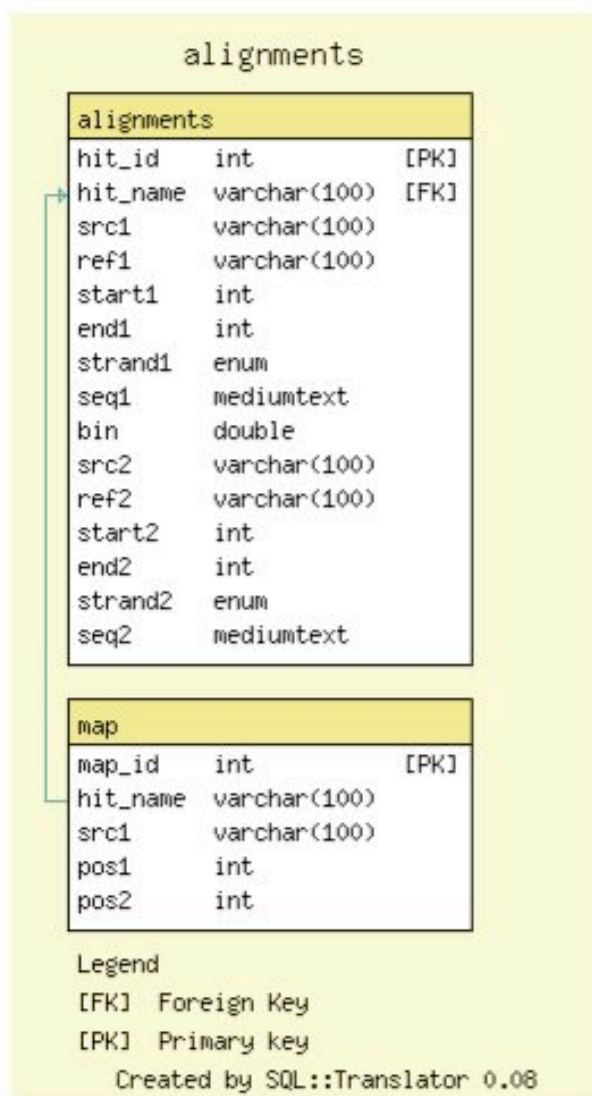 alignments
alignments
hit_id int [PK]
hit_name varchar(100) [FK]
src1 varchar(100)
ref1 varchar(100)
start1 int
end1 int
strand1 enum
seq1 mediumtext
bin double
src2 varchar(100)
ref2 varchar(100)
start2 int
end2 int
strand2 enum
seq2 mediumtext
map
map_id int [PK]
hit_name varchar(100)
src1 varchar(100)
pos1 int
pos2 int
Legend
[FK] Foreign Key
[PK] Primary key
Created by SQL::Translator 0.08